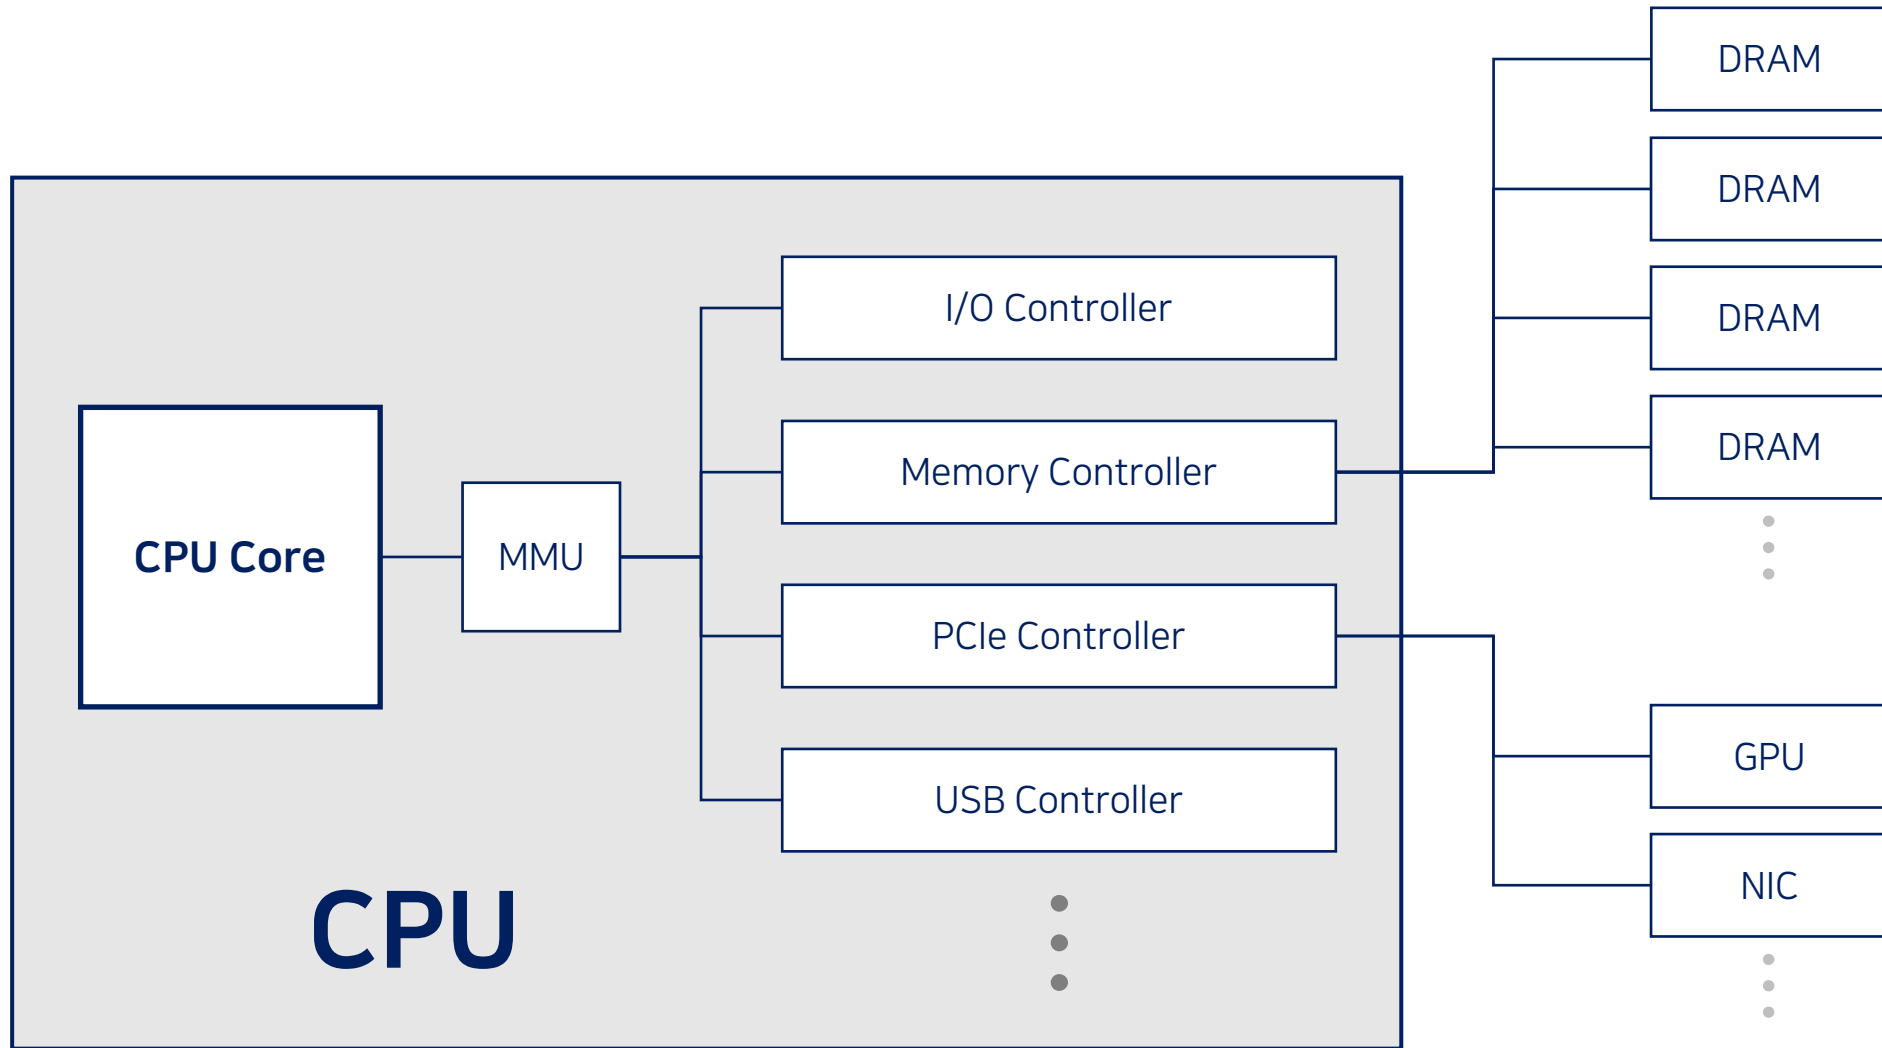 DRAM
DRAM
DRAM
DRAM
I/O Controller
Memory Controller
PCIe Controller
USB Controller
CPU Core
MMU
CPU
GPU
NIC